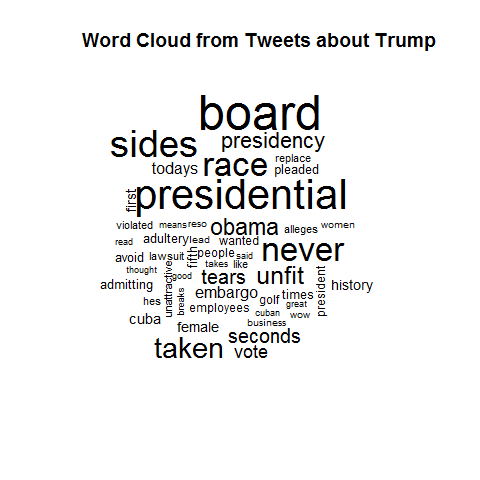 Word Cloud from Tweets about Trump
board
sides presidency
todays race replace
pleaded
first presidential
violated means reso obama alleges women
read adultery lead wanted never
avoid lawsuit fifth people said
thought takes like
admitting unattractive good tears unfit president history
hes breaks embargo golf times
employees great
cuba cuban wow
female business
seconds
taken vote